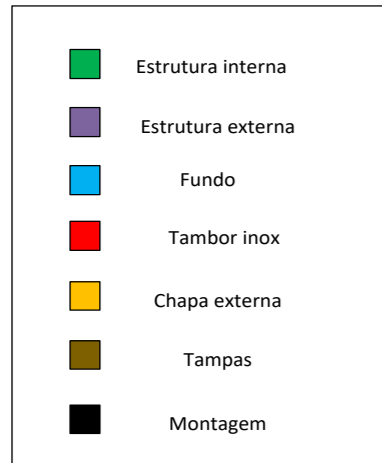 Estrutura interna
Estrutura externa
Fundo
Tambor inox
Chapa externa
Tampas
Montagem